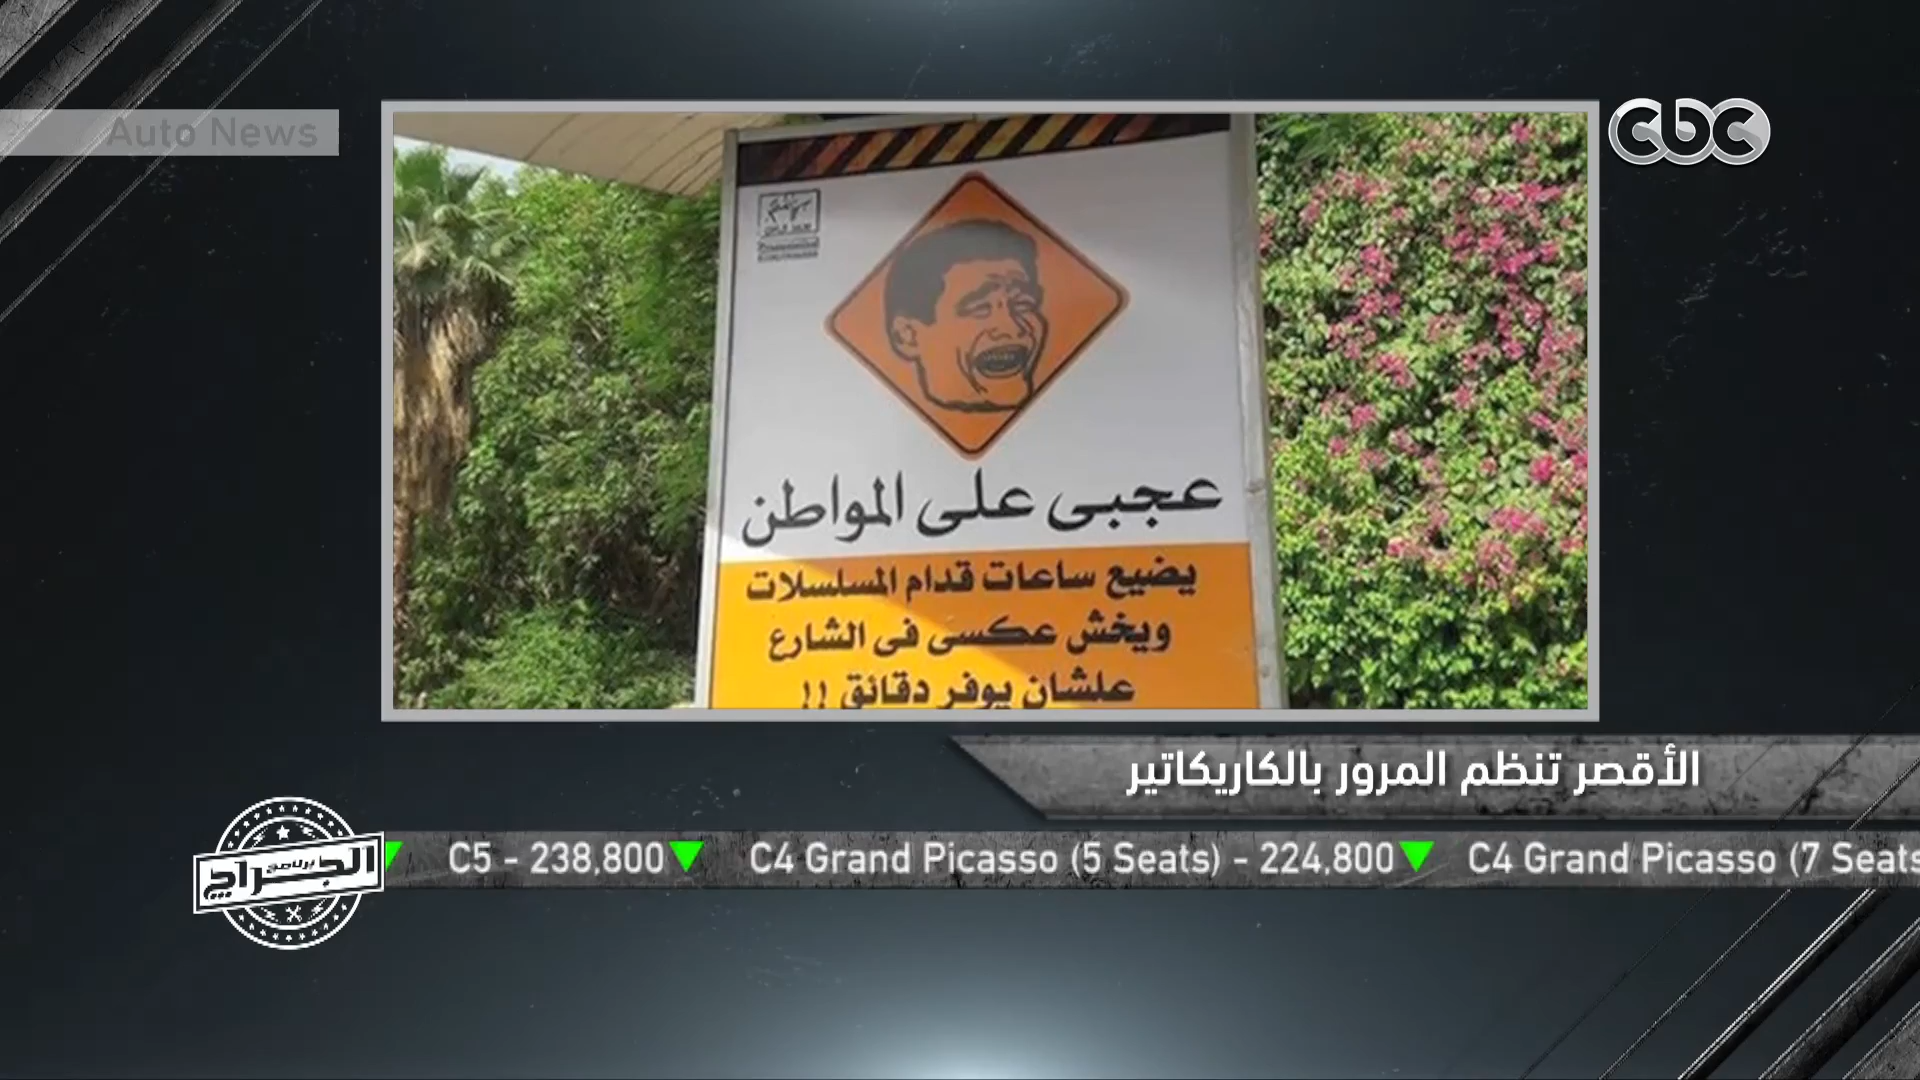 Auto News
cbc
عجبى على المواطن
يضيع ساعات قدام المسلسلات
ويخش عكسى فى الشارع
علشان يوفر دقائق !!
الأقصر تنظم المرور بالكاريكاتير
برنامج
الجراج
C5 - 238,800 C4 Grand Picasso (5 Seats) - 224,800 C4 Grand Picasso (7 Seats